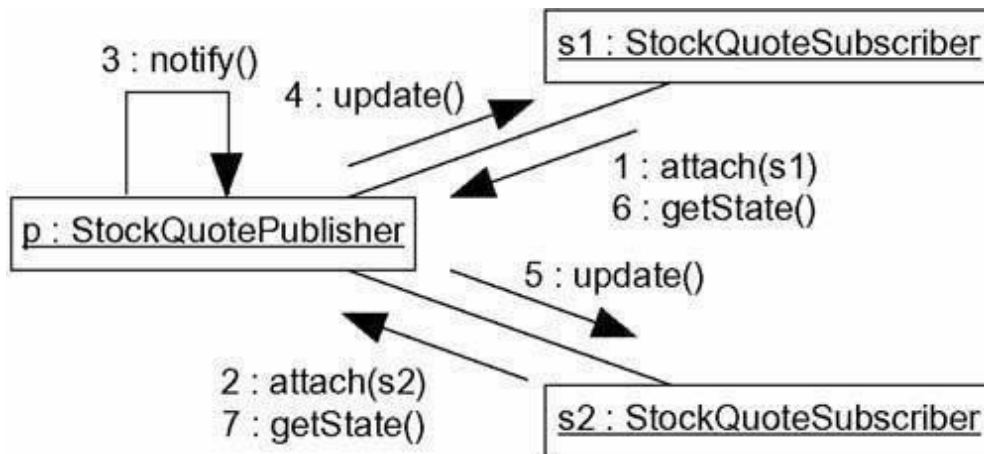 s1 : StockQuoteSubscriber
3 : notify()
4 : update()
1 : attach(s1)
6 : getState()
p : StockQuotePublisher
5 : update()
2 : attach(s2)
7 : getState()
s2 : StockQuoteSubscriber